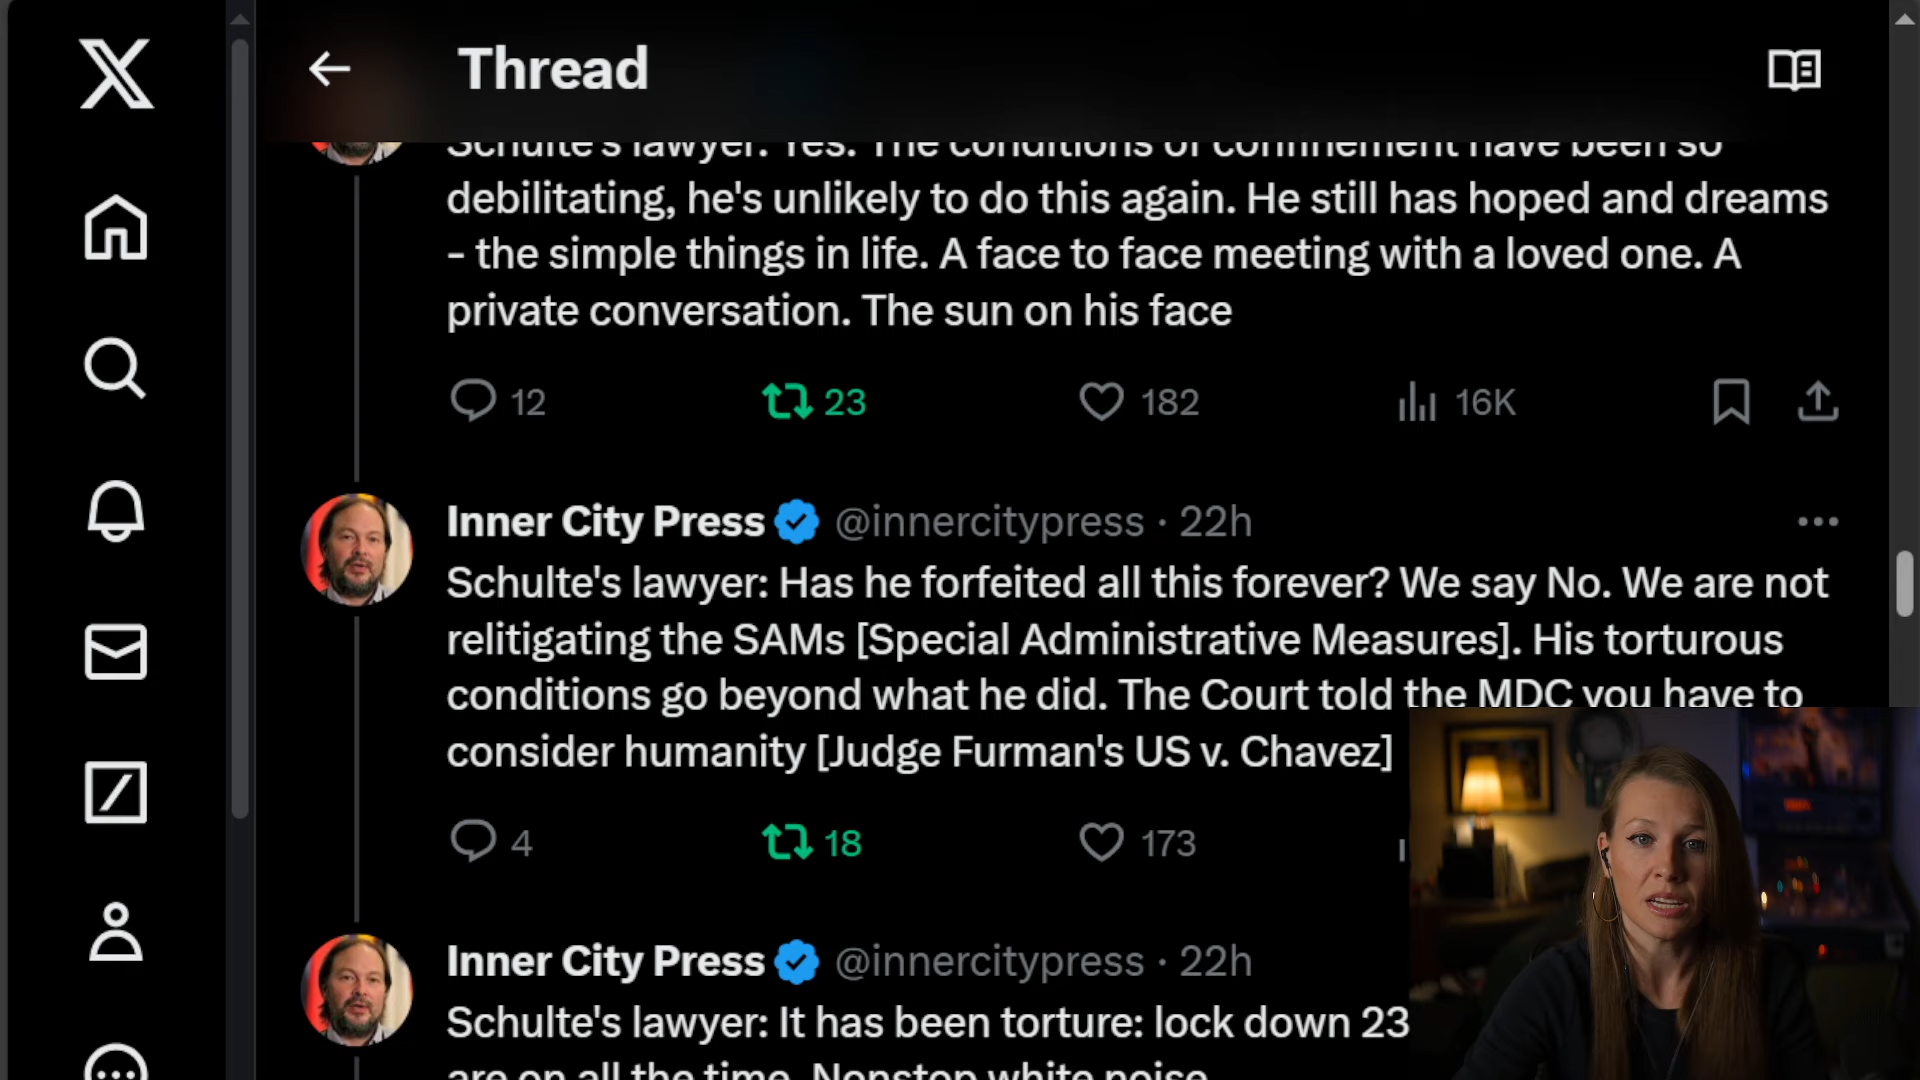 Thread
Schulte's lawyer: Yes. The conditions of confinement have been so
debilitating, he's unlikely to do this again. He still has hoped and dreams
- the simple things in life. A face to face meeting with a loved one. A
private conversation. The sun on his face
12 23 182 16K
Inner City Press @innercitypress · 22h
Schulte's lawyer: Has he forfeited all this forever? We say No. We are not
relitigating the SAMs [Special Administrative Measures]. His torturous
conditions go beyond what he did. The Court told the MDC you have to
consider humanity [Judge Furman's US v. Chavez]
4 18 173
Inner City Press @innercitypress · 22h
Schulte's lawyer: It has been torture: lock down 23
are on all the time. Nonstop white noise